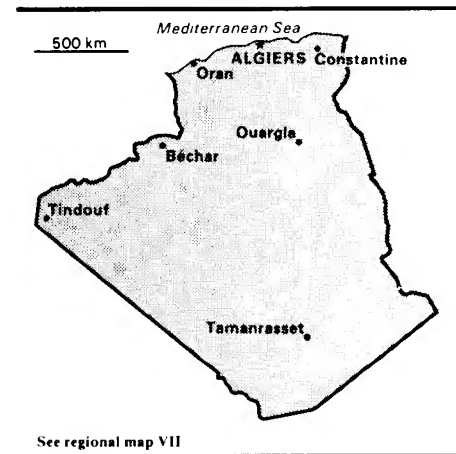 Mediterranean Sea
500 km
ALGIERS Constantine
Oran
Ouargla
Béchar
Tindouf
Tamanrasset
See regional map VII